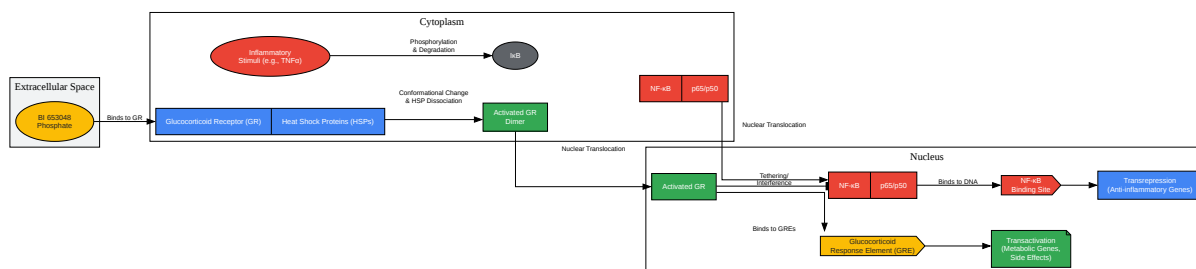 Cytoplasm
Inflammatory
Stimuli (e.g., TNFα)
Phosphorylation
& Degradation
IκB
Extracellular Space
BI 653048
Phosphate
Binds to GR
Glucocorticoid Receptor (GR)
Heat Shock Proteins (HSPs)
Conformational Change
& HSP Dissociation
Activated GR
Dimer
NF-κB
p65/p50
Nuclear Translocation
Nuclear Translocation
Nucleus
Activated GR
Tethering/
Interference
NF-κB
p65/p50
Binds to DNA
NF-κB
Binding Site
Transrepression
(Anti-inflammatory Genes)
Binds to GREs
Glucocorticoid
Response Element (GRE)
Transactivation
(Metabolic Genes,
Side Effects)